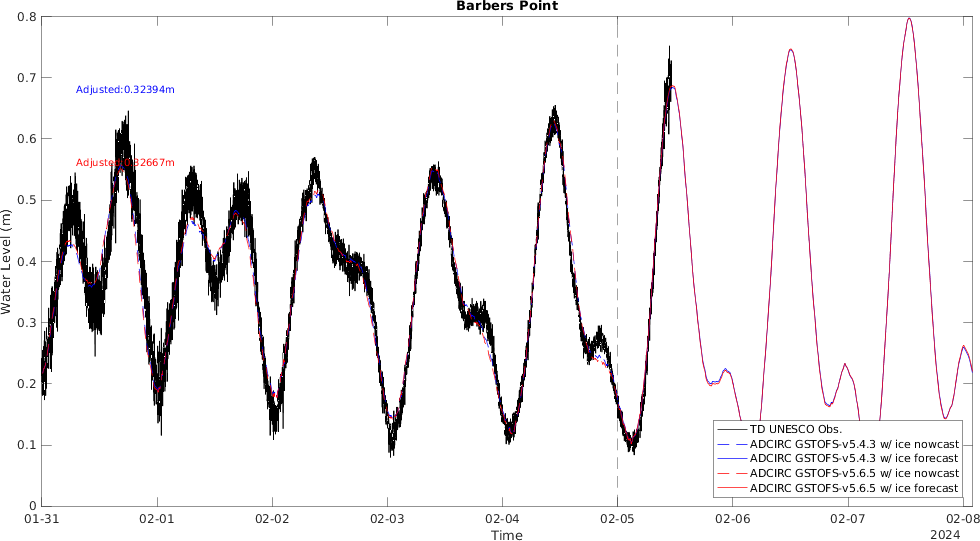 Barbers Point
Water Level (m)
0.8
0.7
0.6
0.5
0.4
0.3
0.2
0.1
0
Adjusted:0.32394m
Adjusted:0.32667m
TD UNESCO Obs.
ADCIRC GSTOFS-v5.4.3 w/ ice nowcast
ADCIRC GSTOFS-v5.4.3 w/ ice forecast
ADCIRC GSTOFS-v5.6.5 w/ ice nowcast
ADCIRC GSTOFS-v5.6.5 w/ ice forecast
01-31 02-01 02-02 02-03 02-04 02-05 02-06 02-07 02-08
Time
2024